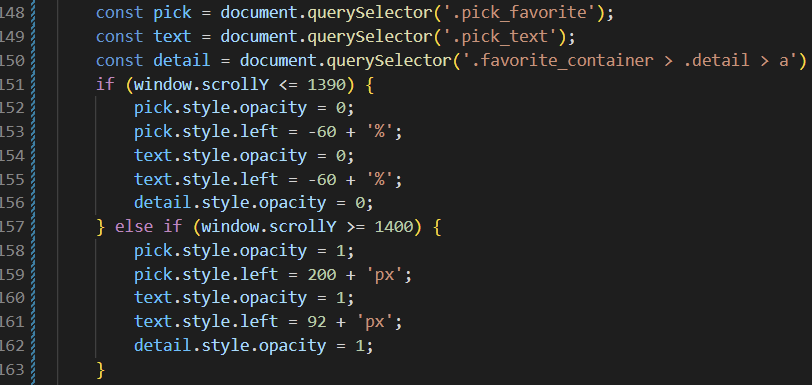 148 const pick = document.querySelector('.pick_favorite');
149 const text = document.querySelector('.pick_text');
150 const detail = document.querySelector('.favorite_container > .detail > a')
151 if (window.scrollY <= 1390) {
152 pick.style.opacity = 0;
153 pick.style.left = -60 + '%';
154 text.style.opacity = 0;
155 text.style.left = -60 + '%';
156 detail.style.opacity = 0;
157 } else if (window.scrollY >= 1400) {
158 pick.style.opacity = 1;
159 pick.style.left = 200 + 'px';
160 text.style.opacity = 1;
161 text.style.left = 92 + 'px';
162 detail.style.opacity = 1;
163 }